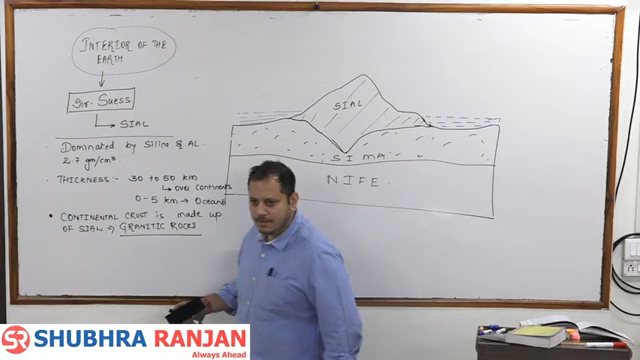 INTERIOR OF THE
EARTH
Sir. SUESS
SIAL
Dominated by SILICA & AL.
2.7 gm/cm³
THICKNESS :- 30 to 50 km
over continents
0-5 km → Oceans
• CONTINENTAL CRUST is made up
OF SIAL → GRANITIC ROCKS
SIAL
SIMA
NIFE
SR SHUBHRA RANJAN
Always Ahead